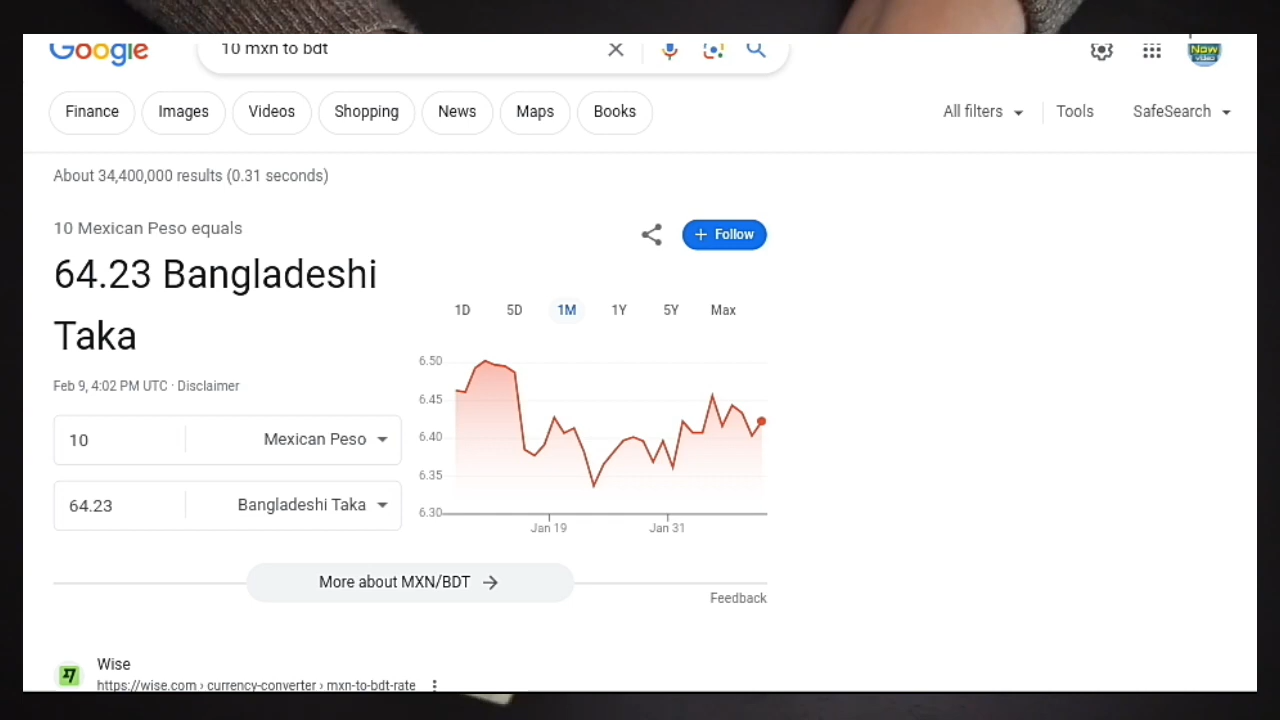 Google
10 mxn to bdt
Now
video
Finance
Images
Videos
Shopping
News
Maps
Books
All filters
Tools
SafeSearch
About 34,400,000 results (0.31 seconds)
10 Mexican Peso equals
+ Follow
64.23 Bangladeshi
Taka
Feb 9, 4:02 PM UTC · Disclaimer
10 Mexican Peso
64.23 Bangladeshi Taka
1D 5D 1M 1Y 5Y Max
6.50
6.45
6.40
6.35
6.30
Jan 19 Jan 31
More about MXN/BDT →
Feedback
Wise
https://wise.com › currency-converter › mxn-to-bdt-rate